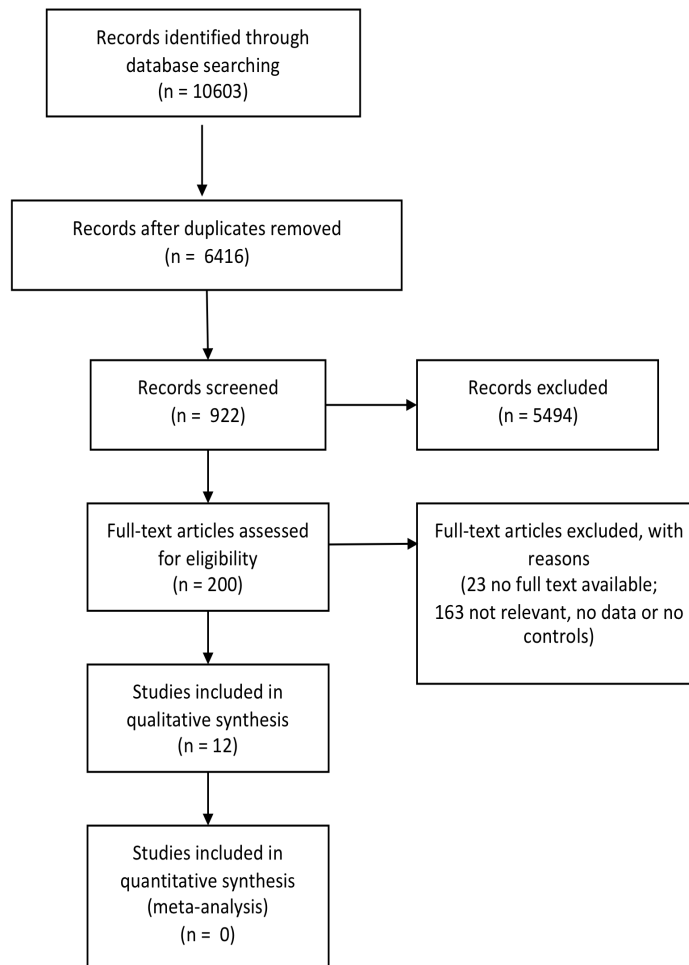 Records identified through
database searching
(n = 10603)
Records after duplicates removed
(n = 6416)
Records screened
(n = 922)
Records excluded
(n = 5494)
Full-text articles assessed
for eligibility
(n = 200)
Full-text articles excluded, with
reasons
(23 no full text available;
163 not relevant, no data or no
controls)
Studies included in
qualitative synthesis
(n = 12)
Studies included in
quantitative synthesis
(meta-analysis)
(n = 0)